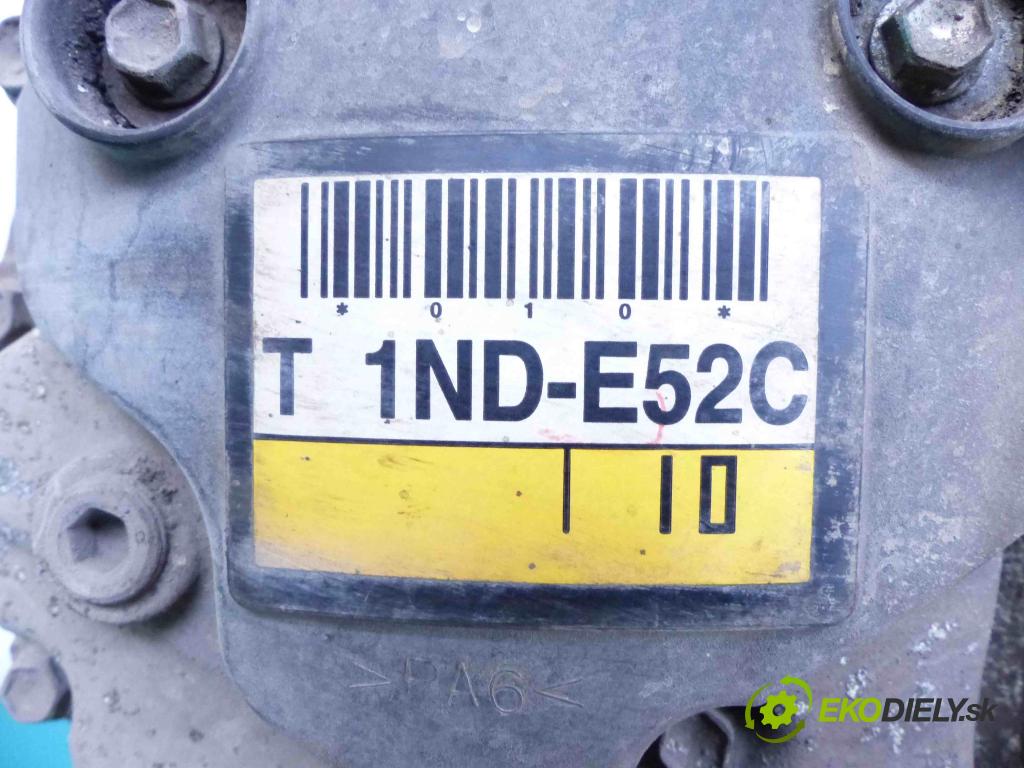 *010*
T 1ND-E52C
10
>PA6<
EKODIELY.sk